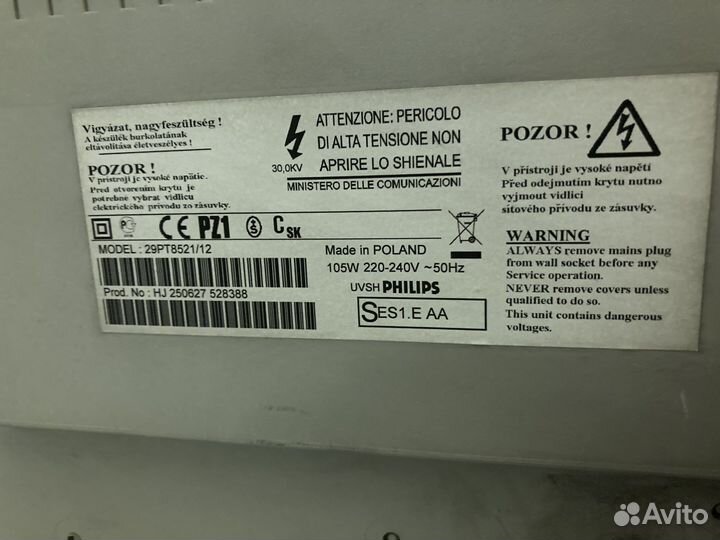 Vigyázat, nagyfeszültség !
A készülék burkolatának
eltávolitása életveszélyes !
POZOR !
V prístroji je vysoké napätie.
Pred otvorením krytu je
potrebné vybrat vidlicu
elektrického prívodu zo zásuvky.
30,0KV
ATTENZIONE: PERICOLO
DI ALTA TENSIONE NON
APRIRE LO SHIENALE
MINISTERO DELLE COMUNICAZIONI
POZOR !
V přístroji je vysoké napětí
Před odejmutím krytu nutno
vyjmout vidlici
síťového přívodu ze zásuvky.
CE PZ1 S CSK
MODEL : 29PT8521/12
Prod. No : HJ 250627 528388
Made in POLAND
105W 220-240V ~50Hz
UVSH PHILIPS
SES1.E AA
WARNING
ALWAYS remove mains plug
from wall socket before any
Service operation.
NEVER remove covers unless
qualified to do so.
This unit contains dangerous
voltages.
Avito